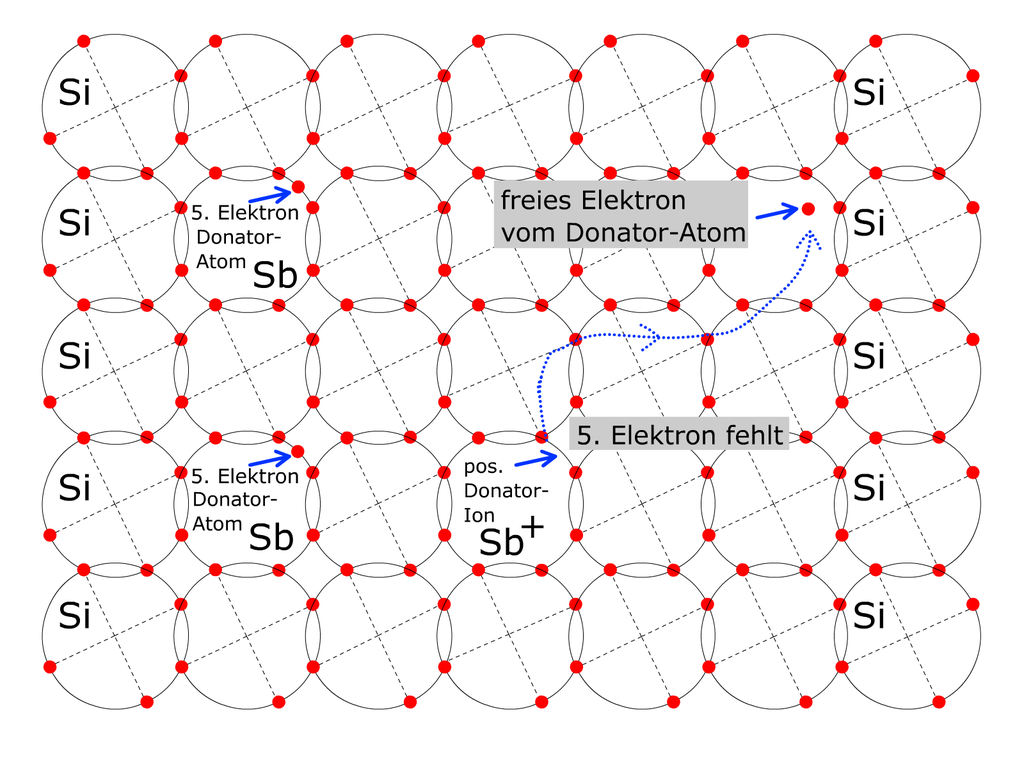 Si
Si
Si
5. Elektron
Donator-
Atom
Sb
freies Elektron
vom Donator-Atom
Si
Si
Si
5. Elektron fehlt
Si
5. Elektron
Donator-
Atom
Sb
pos.
Donator-
Ion
Sb+
Si
Si
Si